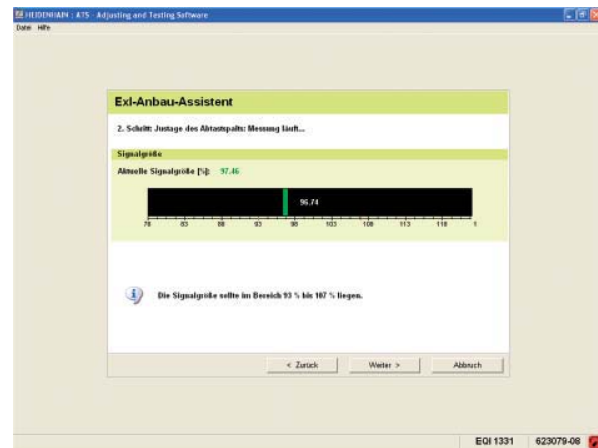 HEIDENHAIN : ATS - Adjusting and Testing Software
Datei Hilfe
ExI-Anbau-Assistent
2. Schritt: Justage des Abtastspalts: Messung läuft...
Signalgröße
Aktuelle Signalgröße [%]: 97.46
96.74
78 83 88 93 98 103 108 113 118 1
Die Signalgröße sollte im Bereich 93 % bis 107 % liegen.
< Zurück Weiter > Abbruch
EQI 1331 623079-08